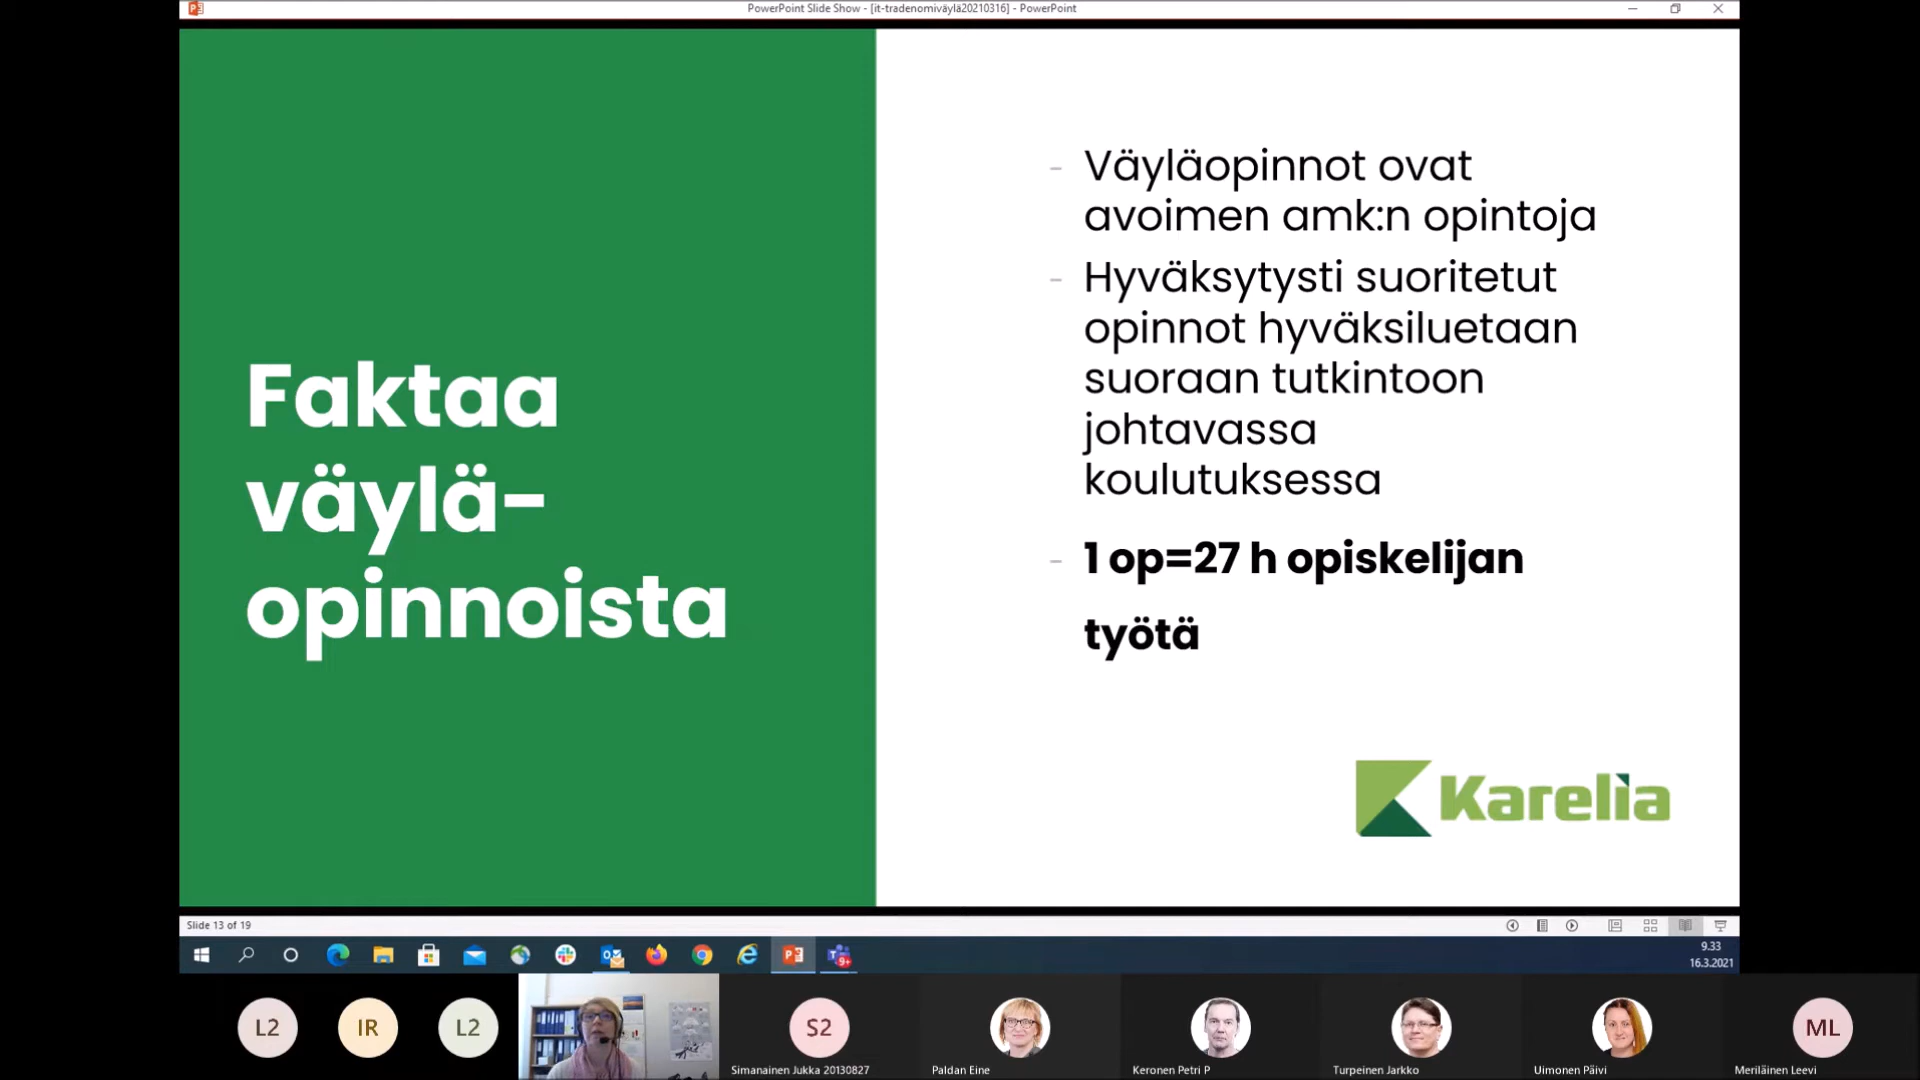 PowerPoint Slide Show - [it-tradenomiväylä20210316] - PowerPoint
Faktaa
väylä-
opinnoista
- Väyläopinnot ovat
avoimen amk:n opintoja
- Hyväksytysti suoritetut
opinnot hyväksiluetaan
suoraan tutkintoon
johtavassa
koulutuksessa
- 1 op=27 h opiskelijan
työtä
Karelia
Slide 13 of 19
9+
9.33
16.3.2021
L2
IR
L2
S2
ML
Simanainen Jukka 20130827
Paldan Eine
Keronen Petri P
Turpeinen Jarkko
Uimonen Päivi
Meriläinen Leevi